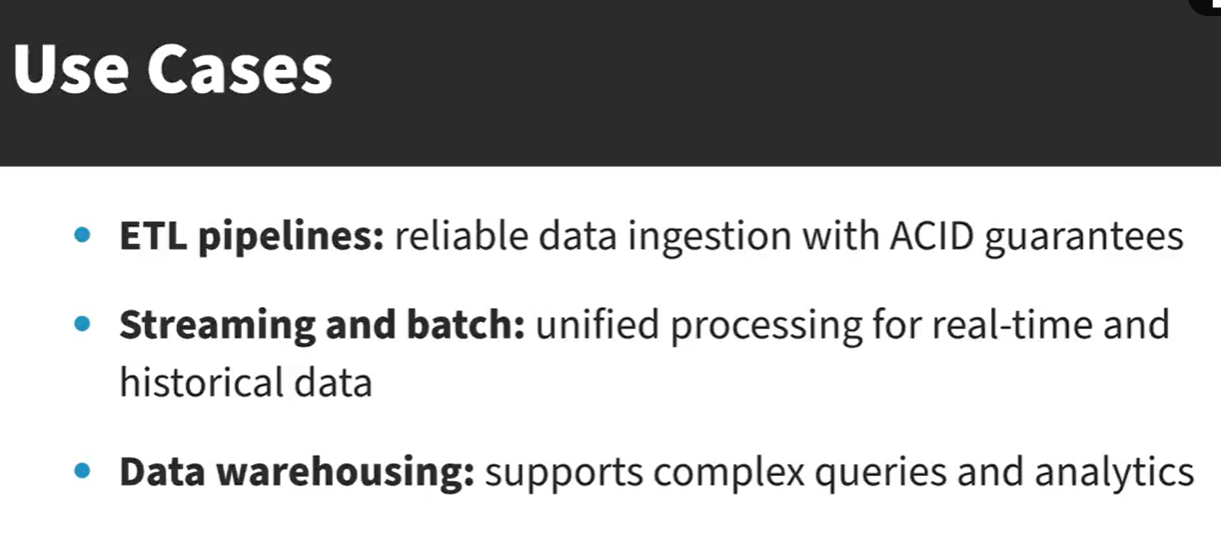 Use Cases
ETL pipelines: reliable data ingestion with ACID guarantees
Streaming and batch: unified processing for real-time and
historical data
Data warehousing: supports complex queries and analytics